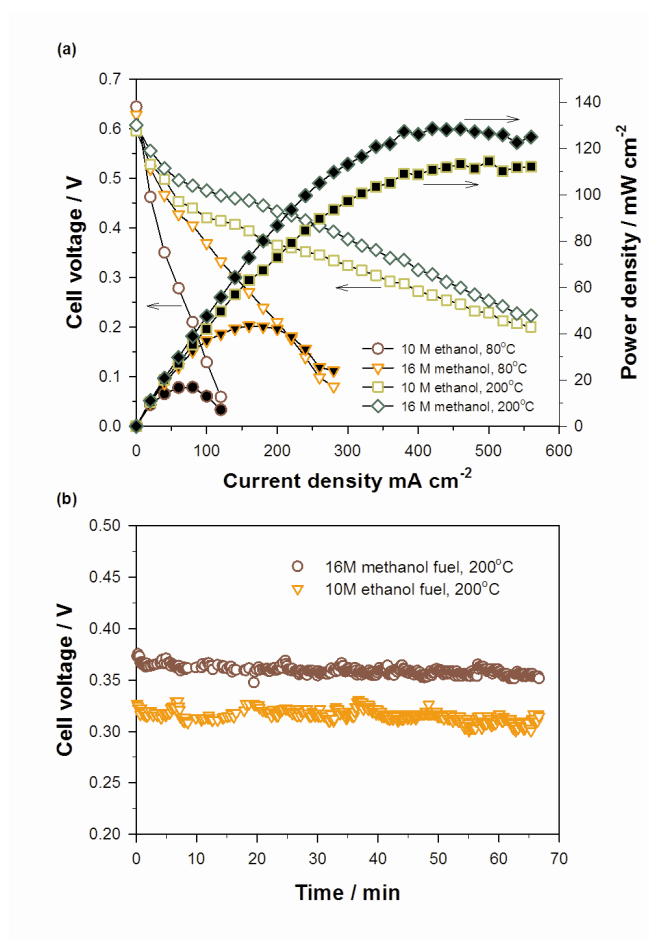 (a)
0.7
0.6
0.5
0.4
0.3
0.2
0.1
0.0
Cell voltage / V
140
120
100
80
60
40
20
0
Power density / mW cm-2
10 M ethanol, 80°C
16 M methanol, 80°C
10 M ethanol, 200°C
16 M methanol, 200°C
0 100 200 300 400 500 600
Current density mA cm-2
(b)
0.50
0.45
0.40
0.35
0.30
0.25
0.20
Cell voltage / V
16M methanol fuel, 200°C
10M ethanol fuel, 200°C
0 10 20 30 40 50 60 70
Time / min